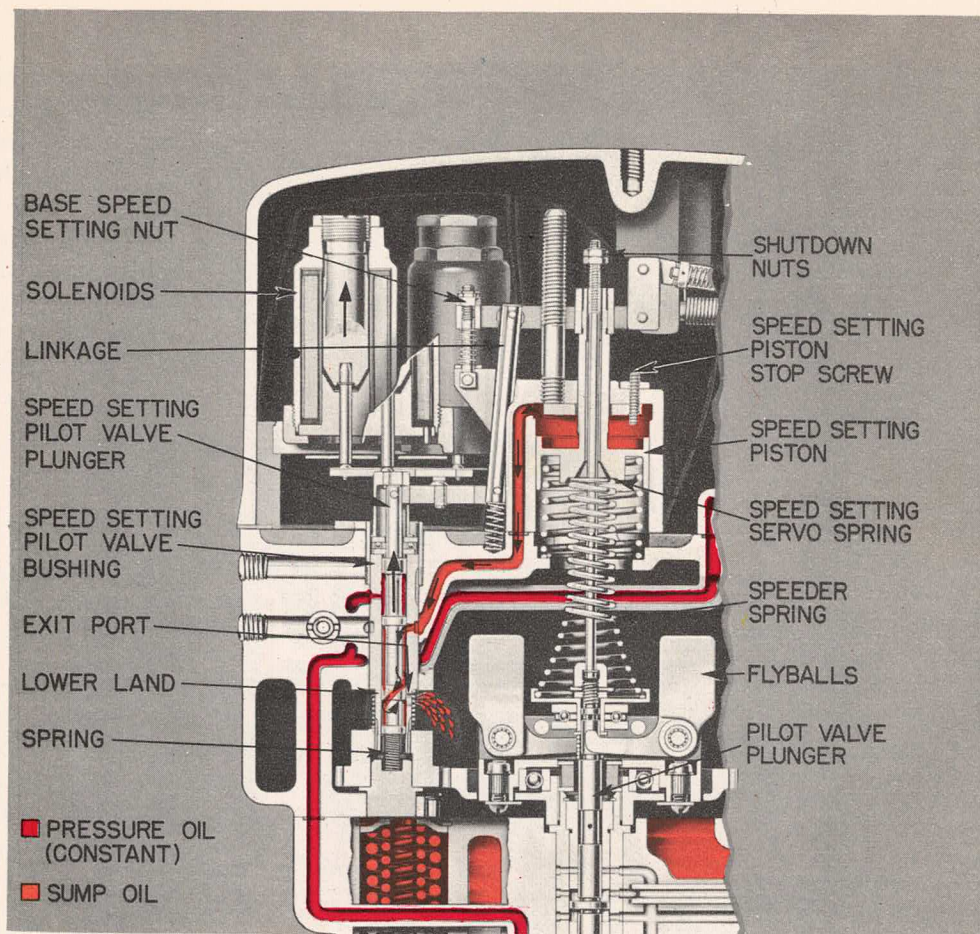 BASE SPEED
SETTING NUT
SOLENOIDS
LINKAGE
SPEED SETTING
PILOT VALVE
PLUNGER
SPEED SETTING
PILOT VALVE
BUSHING
EXIT PORT
LOWER LAND
SPRING
PRESSURE OIL
(CONSTANT)
SUMP OIL
SHUTDOWN
NUTS
SPEED SETTING
PISTON
STOP SCREW
SPEED SETTING
PISTON
SPEED SETTING
SERVO SPRING
SPEEDER
SPRING
FLYBALLS
PILOT VALVE
PLUNGER